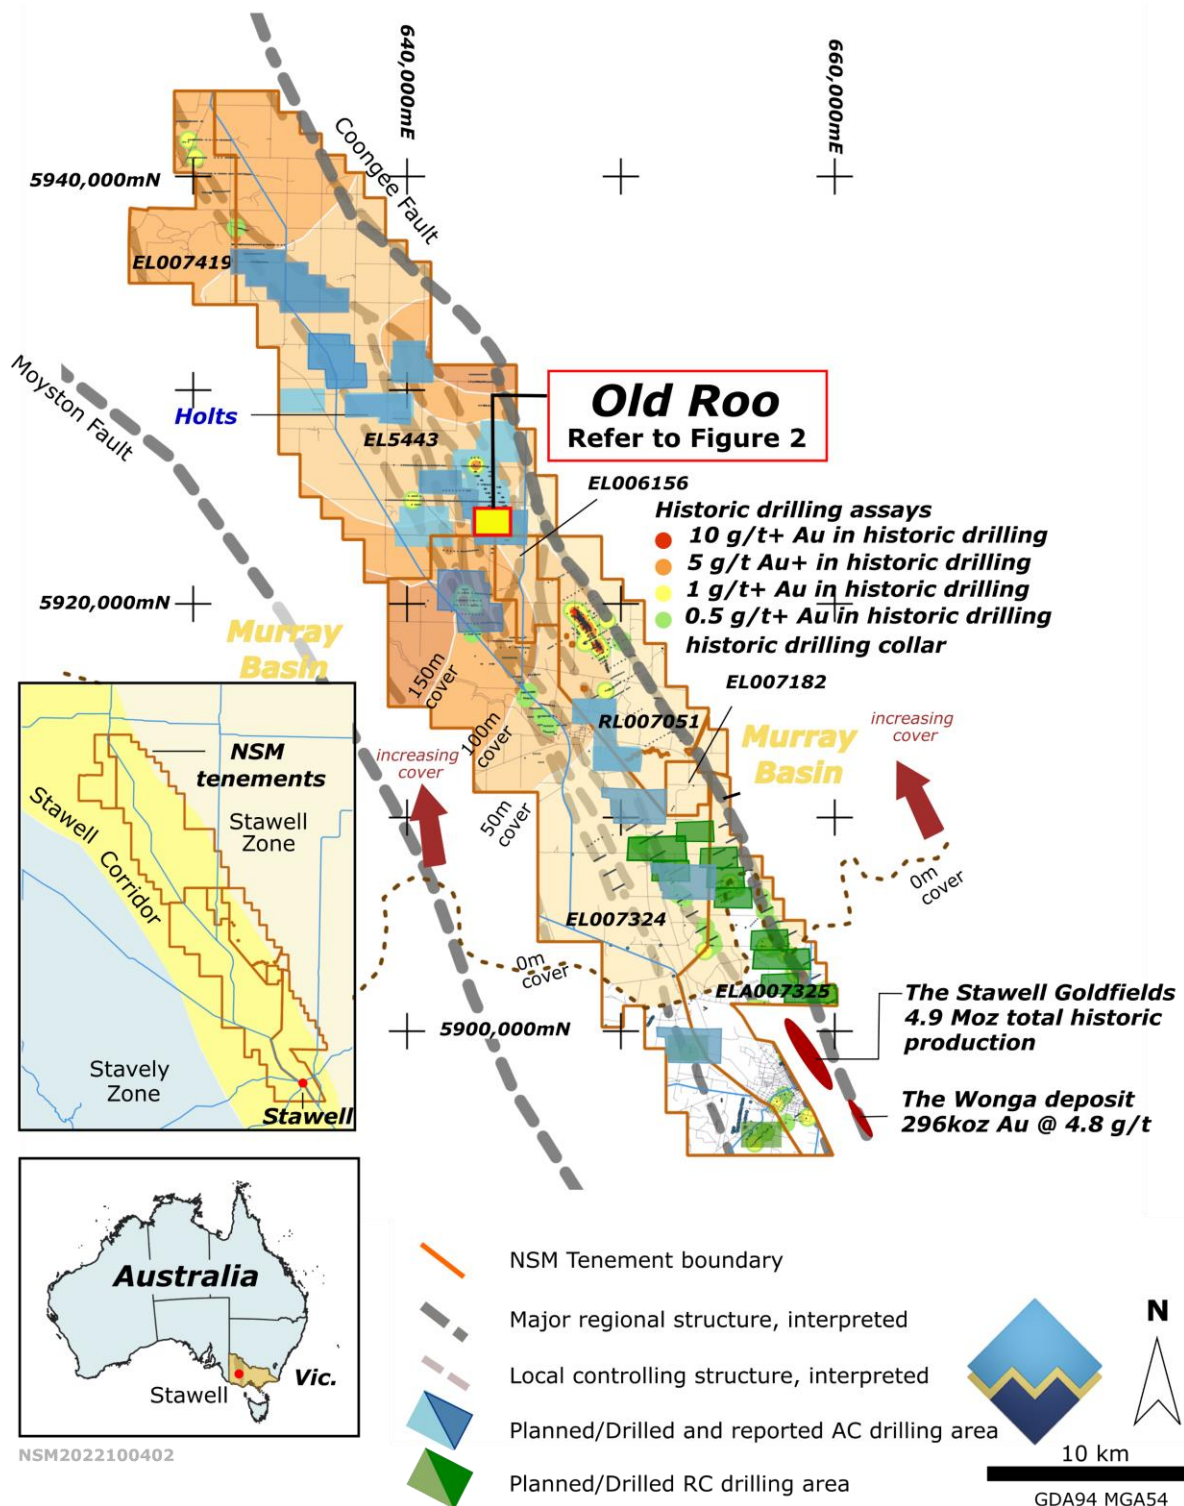 640,000mE
660,000mE
Coongee Fault
5940,000mN
EL007419
Moyston Fault
Holts
EL5443
Old Roo
Refer to Figure 2
EL006156
Historic drilling assays
10 g/t+ Au in historic drilling
5 g/t Au+ in historic drilling
1 g/t+ Au in historic drilling
0.5 g/t+ Au in historic drilling
historic drilling collar
5920,000mN
Murray
Basin
150m
cover
100m
cover
50m
cover
EL007182
RL007051
Murray
Basin
increasing
cover
increasing
cover
NSM
tenements
Stawell
Zone
Stawell Corridor
Stavely
Zone
Stawell
EL007324
0m
cover
0m
cover
ELA007325
5900,000mN
The Stawell Goldfields
4.9 Moz total historic
production
The Wonga deposit
296koz Au @ 4.8 g/t
Australia
Vic.
Stawell
NSM2022100402
NSM Tenement boundary
Major regional structure, interpreted
Local controlling structure, interpreted
Planned/Drilled and reported AC drilling area
Planned/Drilled RC drilling area
N
10 km
GDA94 MGA54